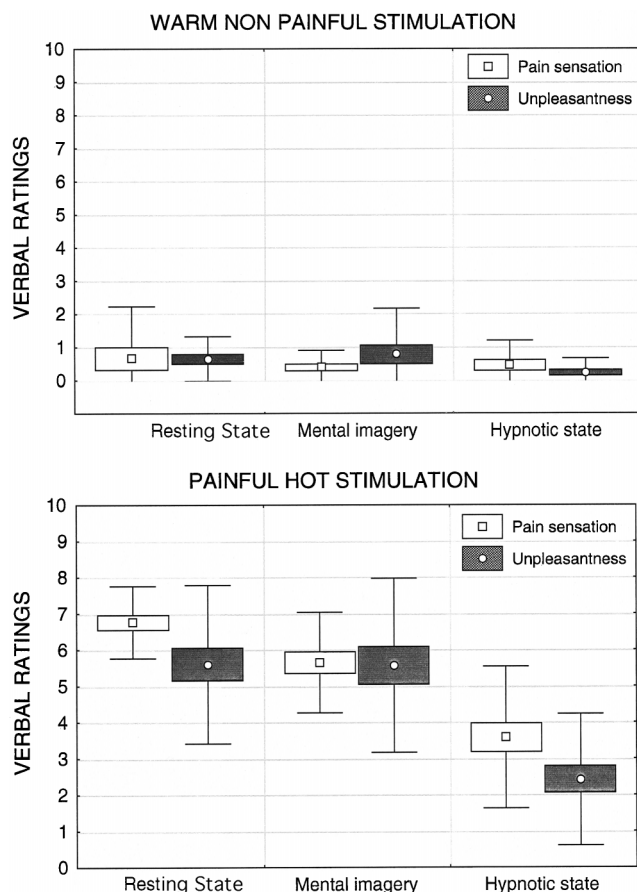 WARM NON PAINFUL STIMULATION
VERBAL RATINGS
10
9
8
7
6
5
4
3
2
1
0
Pain sensation
Unpleasantness
Resting State Mental imagery Hypnotic state
PAINFUL HOT STIMULATION
VERBAL RATINGS
10
9
8
7
6
5
4
3
2
1
0
Pain sensation
Unpleasantness
Resting State Mental imagery Hypnotic state